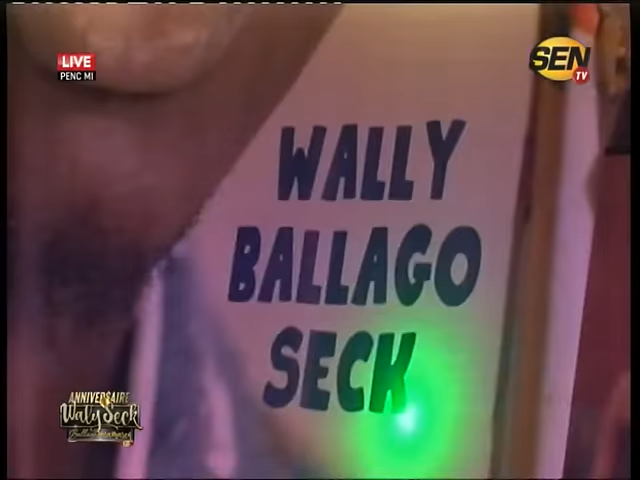 LIVE
PENC MI
SEN
TV
WALLY
BALLAGO
SECK
ANNIVERSAIRE
Waly Seck